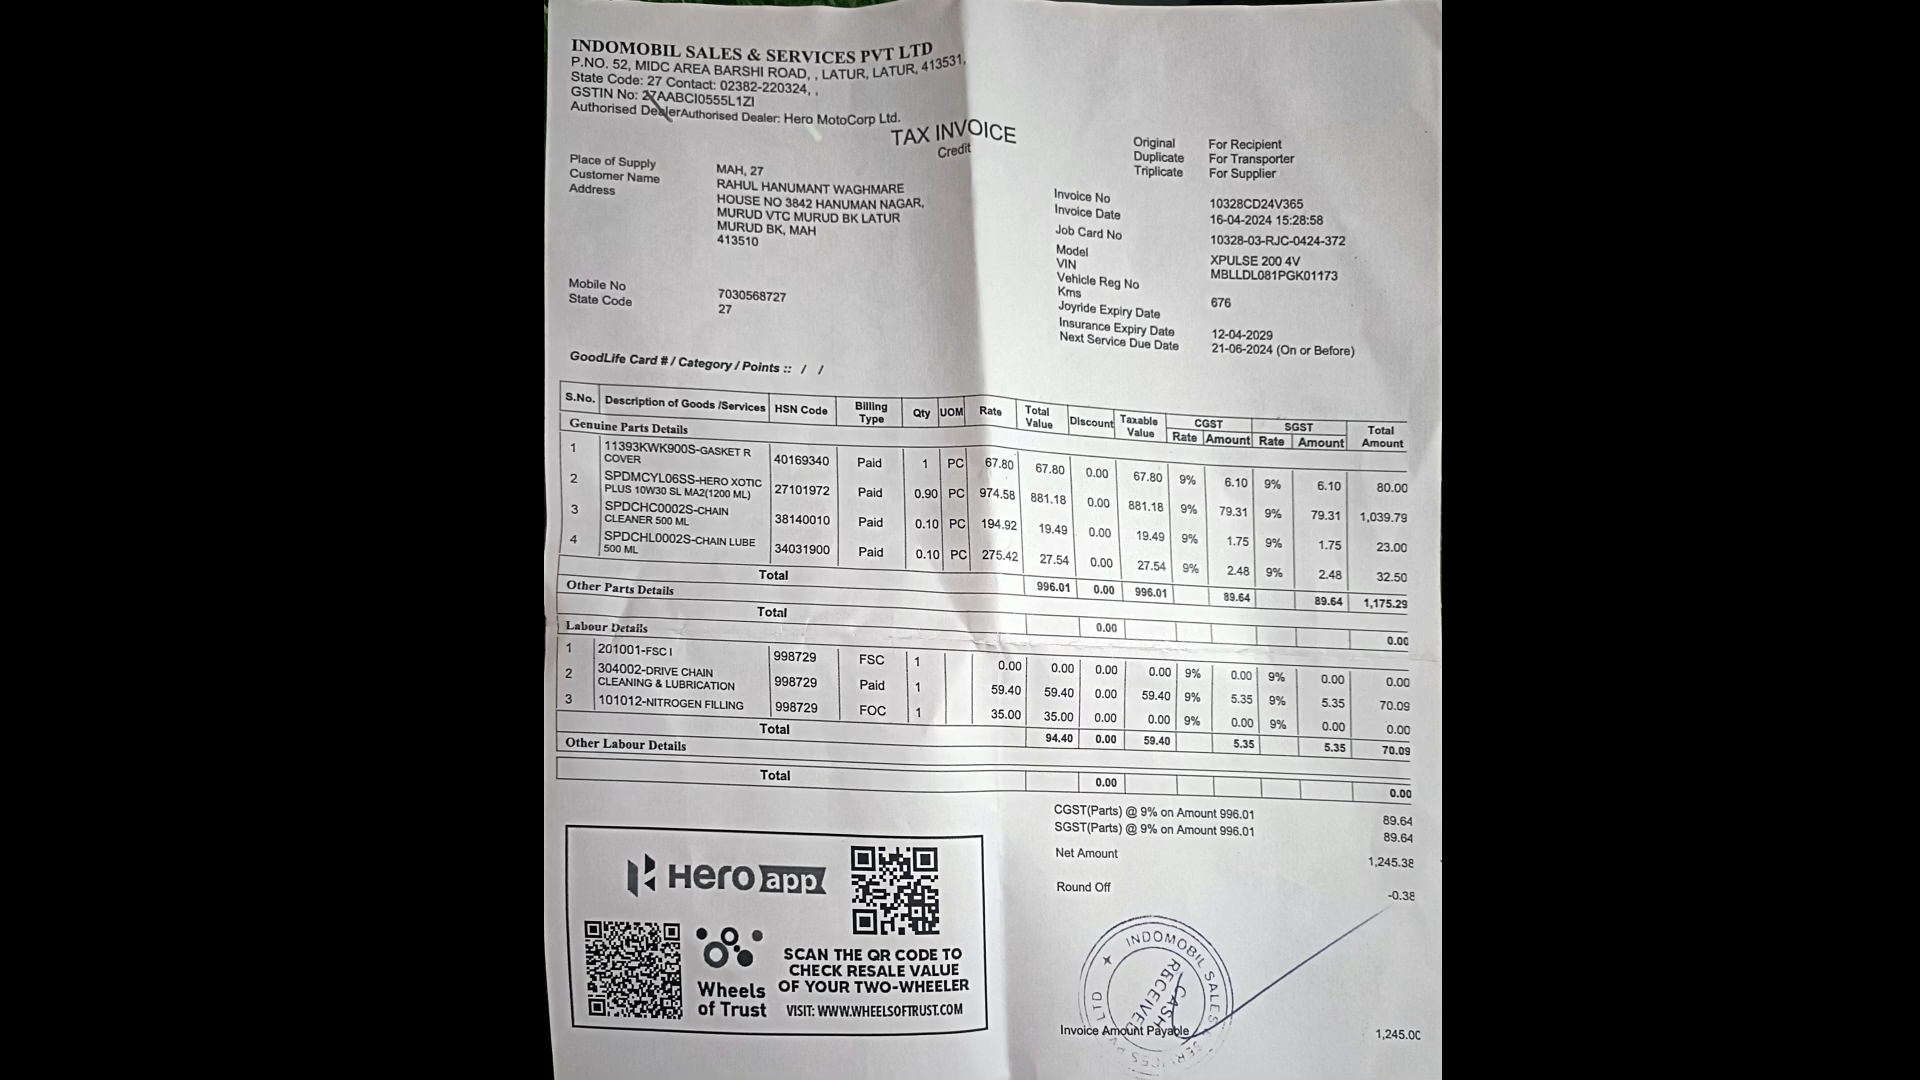 INDOMOBIL SALES & SERVICES PVT LTD
P.NO. 52, MIDC AREA BARSHI ROAD, , LATUR, LATUR, 413531,
State Code: 27 Contact: 02382-220324, ,
GSTIN No: 27AABCI0555L1ZI
Authorised DealerAuthorised Dealer: Hero MotoCorp Ltd.
TAX INVOICE
Credit
Original For Recipient
Duplicate For Transporter
Triplicate For Supplier
Place of Supply MAH, 27
Customer Name RAHUL HANUMANT WAGHMARE
Address HOUSE NO 3842 HANUMAN NAGAR,
MURUD VTC MURUD BK LATUR
MURUD BK, MAH
413510
Mobile No 7030568727
State Code 27
Invoice No 10328CD24V365
Invoice Date 16-04-2024 15:28:58
Job Card No 10328-03-RJC-0424-372
Model XPULSE 200 4V
VIN MBLLDL081PGK01173
Vehicle Reg No
Kms 676
Joyride Expiry Date
Insurance Expiry Date 12-04-2029
Next Service Due Date 21-06-2024 (On or Before)
GoodLife Card # / Category / Points :: / /
S.No. Description of Goods /Services HSN Code Billing Type Qty UOM Rate Total Value Discount Taxable Value CGST SGST Total Amount
Rate Amount Rate Amount
Genuine Parts Details
1 11393KWK900S-GASKET R COVER 40169340 Paid 1 PC 67.80 67.80 0.00 67.80 9% 6.10 9% 6.10 80.00
2 SPDMCYL06SS-HERO XOTIC PLUS 10W30 SL MA2(1200 ML) 27101972 Paid 0.90 PC 974.58 881.18 0.00 881.18 9% 79.31 9% 79.31 1,039.79
3 SPDCHC0002S-CHAIN CLEANER 500 ML 38140010 Paid 0.10 PC 194.92 19.49 0.00 19.49 9% 1.75 9% 1.75 23.00
4 SPDCHL0002S-CHAIN LUBE 500 ML 34031900 Paid 0.10 PC 275.42 27.54 0.00 27.54 9% 2.48 9% 2.48 32.50
Total 996.01 0.00 996.01 89.64 89.64 1,175.29
Other Parts Details
Total 0.00 0.00
Labour Details
1 201001-FSC I 998729 FSC 1 0.00 0.00 0.00 0.00 9% 0.00 9% 0.00 0.00
2 304002-DRIVE CHAIN CLEANING & LUBRICATION 998729 Paid 1 59.40 59.40 0.00 59.40 9% 5.35 9% 5.35 70.09
3 101012-NITROGEN FILLING 998729 FOC 1 35.00 35.00 0.00 0.00 9% 0.00 9% 0.00 0.00
Total 94.40 0.00 59.40 5.35 5.35 70.09
Other Labour Details
Total 0.00 0.00
CGST(Parts) @ 9% on Amount 996.01 89.64
SGST(Parts) @ 9% on Amount 996.01 89.64
Net Amount 1,245.38
Round Off -0.38
Hero app
Wheels of Trust
SCAN THE QR CODE TO
CHECK RESALE VALUE
OF YOUR TWO-WHEELER
VISIT: WWW.WHEELSOFTRUST.COM
INDOMOBIL SALES
LTD
CASH
RECEIVED
Invoice Amount Payable 1,245.00